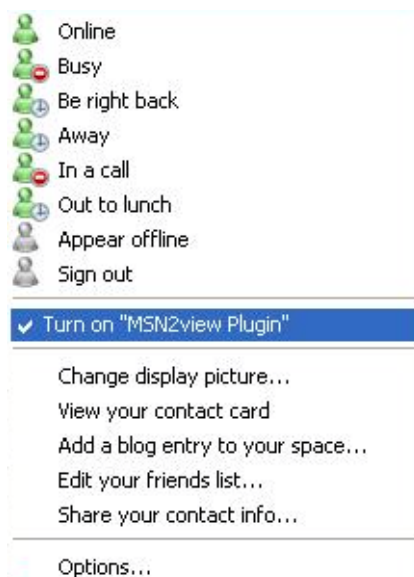 Online
Busy
Be right back
Away
In a call
Out to lunch
Appear offline
Sign out
Turn on "MSN2view Plugin"
Change display picture...
View your contact card
Add a blog entry to your space...
Edit your friends list...
Share your contact info...
Options...